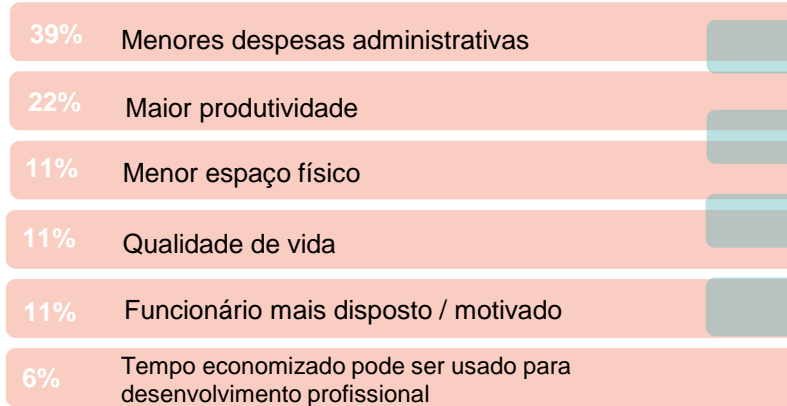 39% Menores despesas administrativas
22% Maior produtividade
11% Menor espaço físico
11% Qualidade de vida
11% Funcionário mais disposto / motivado
6% Tempo economizado pode ser usado para
desenvolvimento profissional